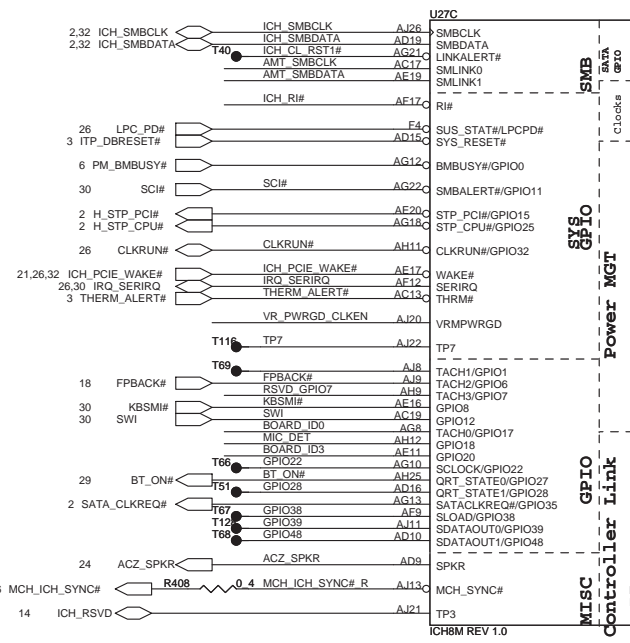 U27C
2,32 ICH_SMBCLK ICH_SMBCLK AJ26 SMBCLK
2,32 ICH_SMBDATA ICH_SMBDATA AD19 SMBDATA
T40 ICH_CL_RST1# AG21 LINKALERT#
AMT_SMBCLK AC17 SMLINK0
AMT_SMBDATA AE19 SMLINK1
SMB
SATA GPIO
ICH_RI# AF17 RI#
Clocks
26 LPC_PD# F4 SUS_STAT#/LPCPD#
3 ITP_DBRESET# AD15 SYS_RESET#
6 PM_BMBUSY# AG12 BMBUSY#/GPIO0
30 SCI# SCI# AG22 SMBALERT#/GPIO11
2 H_STP_PCI# AE20 STP_PCI#/GPIO15
2 H_STP_CPU# AG18 STP_CPU#/GPIO25
SYS GPIO
26 CLKRUN# CLKRUN# AH11 CLKRUN#/GPIO32
21,26,32 ICH_PCIE_WAKE# ICH_PCIE_WAKE# AE17 WAKE#
26,30 IRQ_SERIRQ IRQ_SERIRQ AF12 SERIRQ
3 THERM_ALERT# THERM_ALERT# AC13 THRM#
Power MGT
VR_PWRGD_CLKEN AJ20 VRMPWRGD
T116 TP7 AJ22 TP7
T69 AJ8 TACH1/GPIO1
18 FPBACK# FPBACK# AJ9 TACH2/GPIO6
RSVD_GPIO7 AH9 TACH3/GPIO7
30 KBSMI# KBSMI# AE16 GPIO8
30 SWI SWI AC19 GPIO12
BOARD_ID0 AG8 TACH0/GPIO17
MIC_DET AH12 GPIO18
BOARD_ID3 AE11 GPIO20
T66 GPIO22 AG10 SCLOCK/GPIO22
29 BT_ON# BT_ON# AH25 QRT_STATE0/GPIO27
T51 GPIO28 AD16 QRT_STATE1/GPIO28
2 SATA_CLKREQ# AG13 SATACLKREQ#/GPIO35
T67 GPIO38 AF9 SLOAD/GPIO38
GPIO39 AJ11 SDATAOUT0/GPIO39
T68 GPIO48 AD10 SDATAOUT1/GPIO48
GPIO
Controller Link
24 ACZ_SPKR ACZ_SPKR AD9 SPKR
MCH_ICH_SYNC# R408 0_4 MCH_ICH_SYNC#_R AJ13 MCH_SYNC#
14 ICH_RSVD AJ21 TP3
MISC
ICH8M REV 1.0